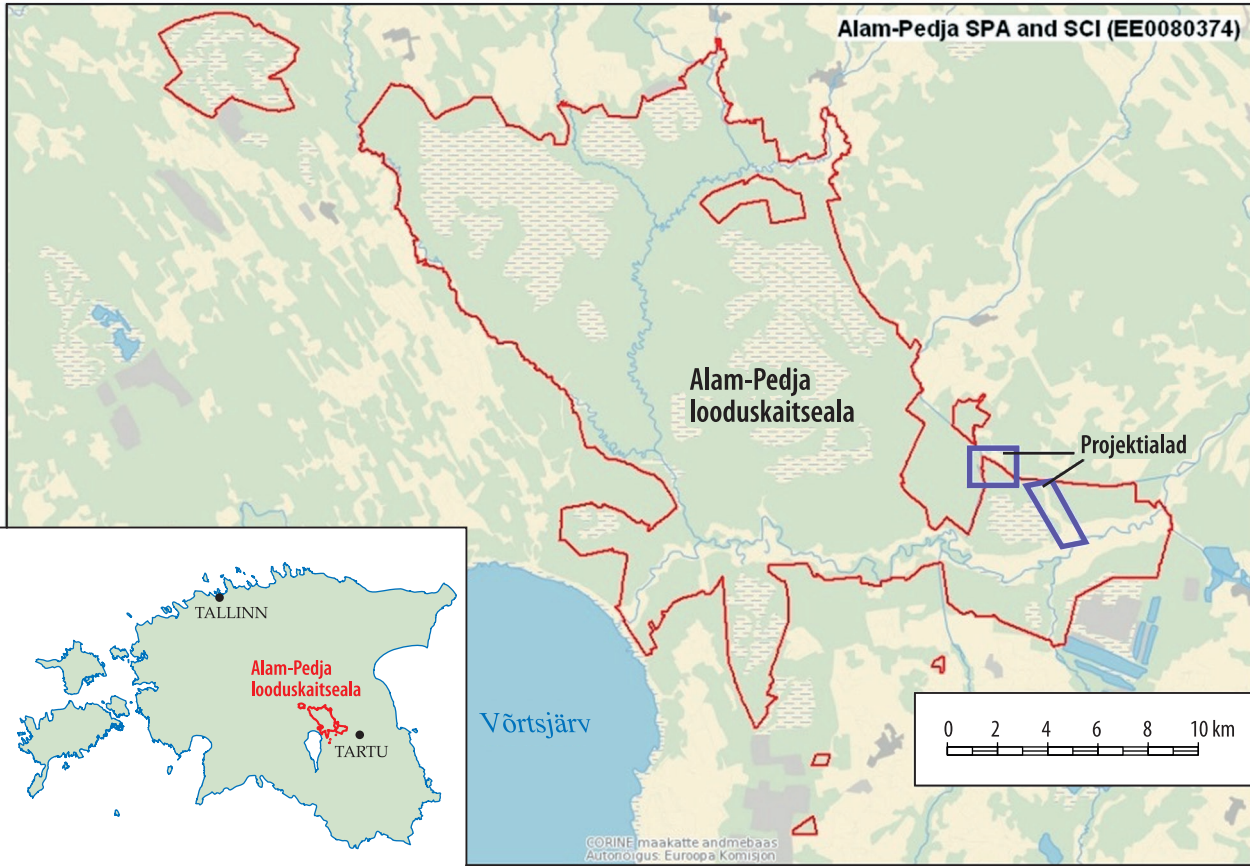 Alam-Pedja SPA and SCI (EE0080374)
Alam-Pedja
looduskaitseala
Projektialad
TALLINN
Alam-Pedja
looduskaitseala
TARTU
Võrtsjärv
0 2 4 6 8 10 km
CORINE maakatte andmebaas
Autoriõigus: Euroopa Komisjon